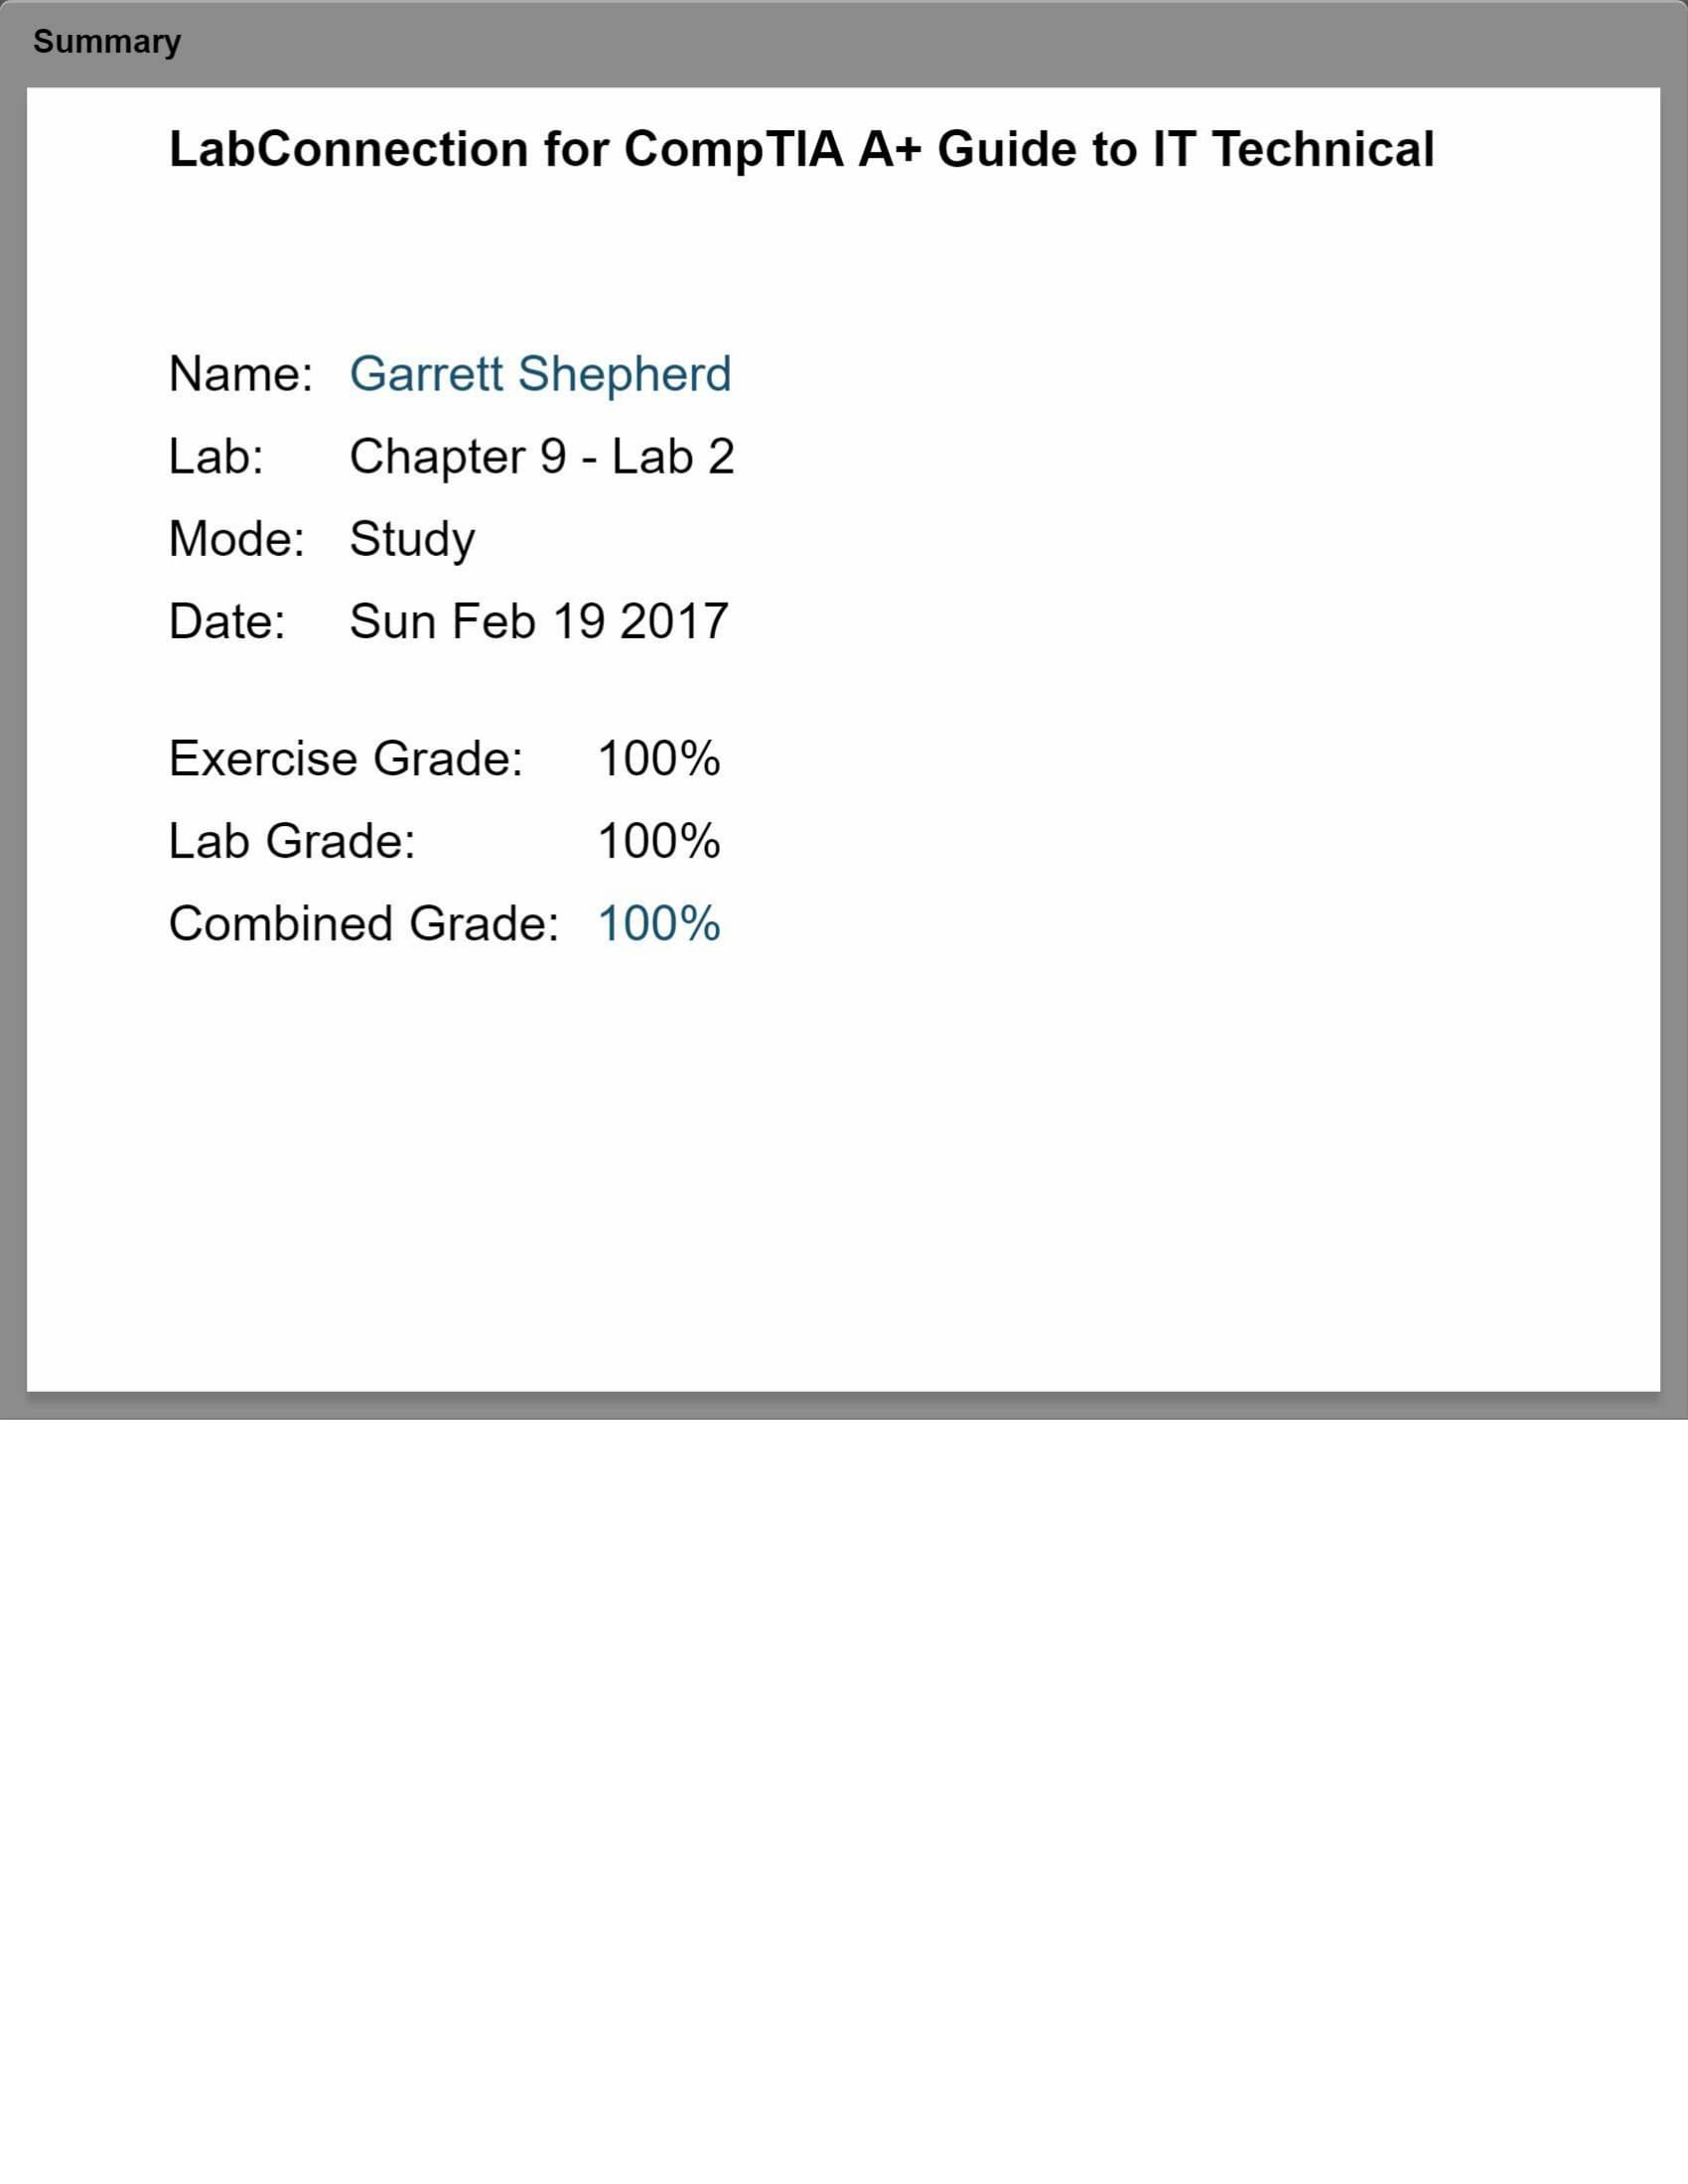 Summary
LabConnection for CompTIA A+ Guide to IT Technical
Name: Garrett Shepherd
Lab: Chapter 9 - Lab 2
Mode: Study
Date: Sun Feb 19 2017
Exercise Grade: 100%
Lab Grade: 100%
Combined Grade: 100%